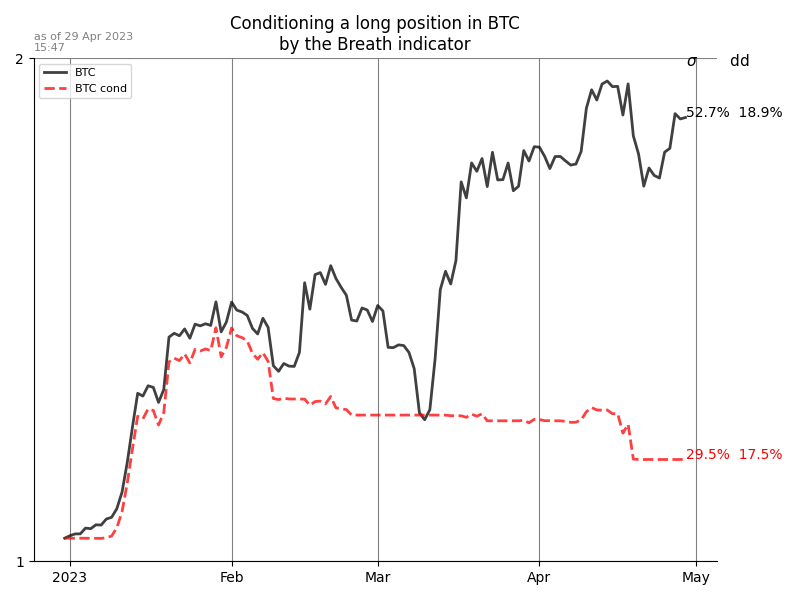 Conditioning a long position in BTC
by the Breath indicator
as of 29 Apr 2023
15:47
σ dd
2
BTC
BTC cond
52.7% 18.9%
29.5% 17.5%
1
2023 Feb Mar Apr May